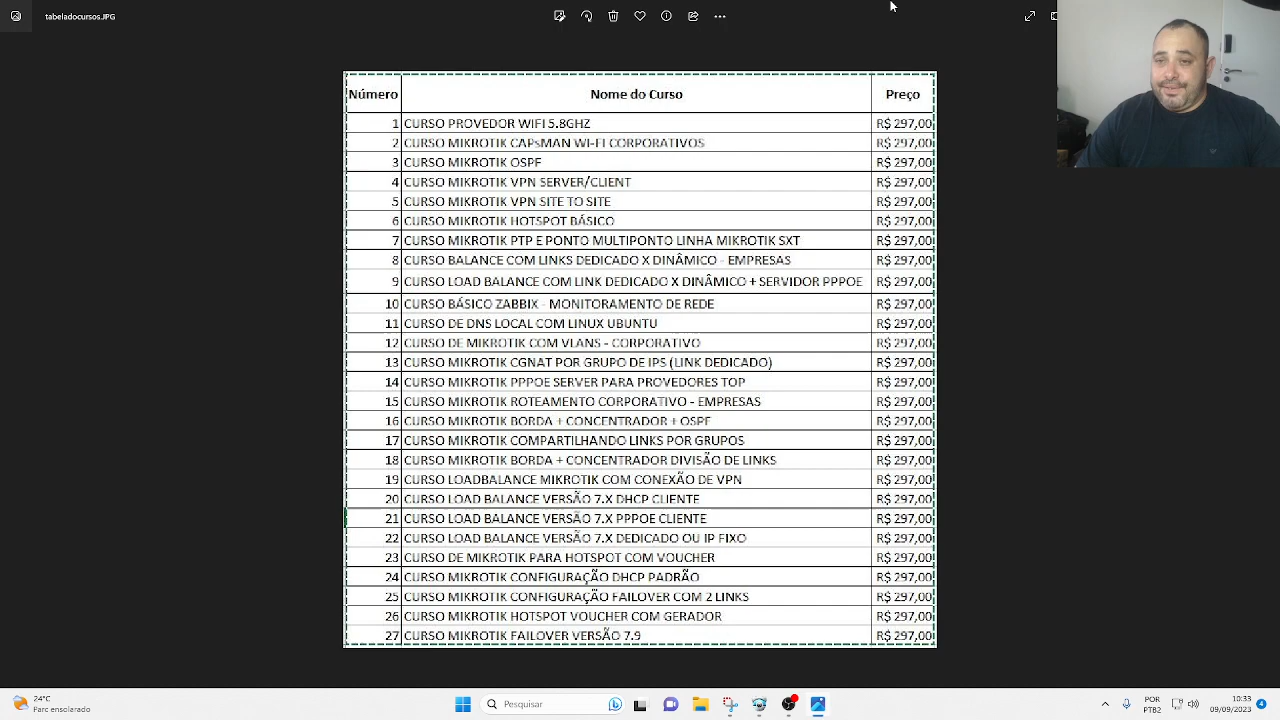 tabeladocursos.JPG
Número Nome do Curso Preço
1 CURSO PROVEDOR WIFI 5.8GHZ R$ 297,00
2 CURSO MIKROTIK CAPsMAN WI-FI CORPORATIVOS R$ 297,00
3 CURSO MIKROTIK OSPF R$ 297,00
4 CURSO MIKROTIK VPN SERVER/CLIENT R$ 297,00
5 CURSO MIKROTIK VPN SITE TO SITE R$ 297,00
6 CURSO MIKROTIK HOTSPOT BÁSICO R$ 297,00
7 CURSO MIKROTIK PTP E PONTO MULTIPONTO LINHA MIKROTIK SXT R$ 297,00
8 CURSO BALANCE COM LINKS DEDICADO X DINÂMICO - EMPRESAS R$ 297,00
9 CURSO LOAD BALANCE COM LINK DEDICADO X DINÂMICO + SERVIDOR PPPOE R$ 297,00
10 CURSO BÁSICO ZABBIX - MONITORAMENTO DE REDE R$ 297,00
11 CURSO DE DNS LOCAL COM LINUX UBUNTU R$ 297,00
12 CURSO DE MIKROTIK COM VLANS - CORPORATIVO R$ 297,00
13 CURSO MIKROTIK CGNAT POR GRUPO DE IPS (LINK DEDICADO) R$ 297,00
14 CURSO MIKROTIK PPPOE SERVER PARA PROVEDORES TOP R$ 297,00
15 CURSO MIKROTIK ROTEAMENTO CORPORATIVO - EMPRESAS R$ 297,00
16 CURSO MIKROTIK BORDA + CONCENTRADOR + OSPF R$ 297,00
17 CURSO MIKROTIK COMPARTILHANDO LINKS POR GRUPOS R$ 297,00
18 CURSO MIKROTIK BORDA + CONCENTRADOR DIVISÃO DE LINKS R$ 297,00
19 CURSO LOADBALANCE MIKROTIK COM CONEXÃO DE VPN R$ 297,00
20 CURSO LOAD BALANCE VERSÃO 7.X DHCP CLIENTE R$ 297,00
21 CURSO LOAD BALANCE VERSÃO 7.X PPPOE CLIENTE R$ 297,00
22 CURSO LOAD BALANCE VERSÃO 7.X DEDICADO OU IP FIXO R$ 297,00
23 CURSO DE MIKROTIK PARA HOTSPOT COM VOUCHER R$ 297,00
24 CURSO MIKROTIK CONFIGURAÇÃO DHCP PADRÃO R$ 297,00
25 CURSO MIKROTIK CONFIGURAÇÃO FAILOVER COM 2 LINKS R$ 297,00
26 CURSO MIKROTIK HOTSPOT VOUCHER COM GERADOR R$ 297,00
27 CURSO MIKROTIK FAILOVER VERSÃO 7.9 R$ 297,00
24°C
Parc ensolarado
Pesquisar
POR
PTB2
10:33
09/09/2023
4